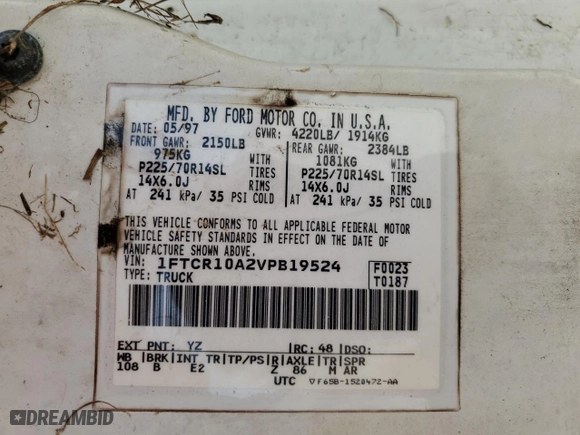 MFD. BY FORD MOTOR CO. IN U.S.A.
DATE: 05/97 GVWR: 4220LB/ 1914KG
FRONT GAWR: 2150LB REAR GAWR: 2384LB
975KG WITH 1081KG WITH
P225/70R14SL TIRES P225/70R14SL TIRES
14X6.0J RIMS 14X6.0J RIMS
AT 241 kPa/ 35 PSI COLD AT 241 kPa/ 35 PSI COLD
THIS VEHICLE CONFORMS TO ALL APPLICABLE FEDERAL MOTOR
VEHICLE SAFETY STANDARDS IN EFFECT ON THE DATE OF
MANUFACTURE SHOWN ABOVE.
VIN: 1FTCR10A2VPB19524 F0023
TYPE: TRUCK T0187
EXT PNT: YZ RC: 48 DSO:
WB BRK INT TR TP/PS R AXLE TR SPR
108 B E2 Z 86 M AR
UTC ▽F65B-1520472-AA
DREAMBID